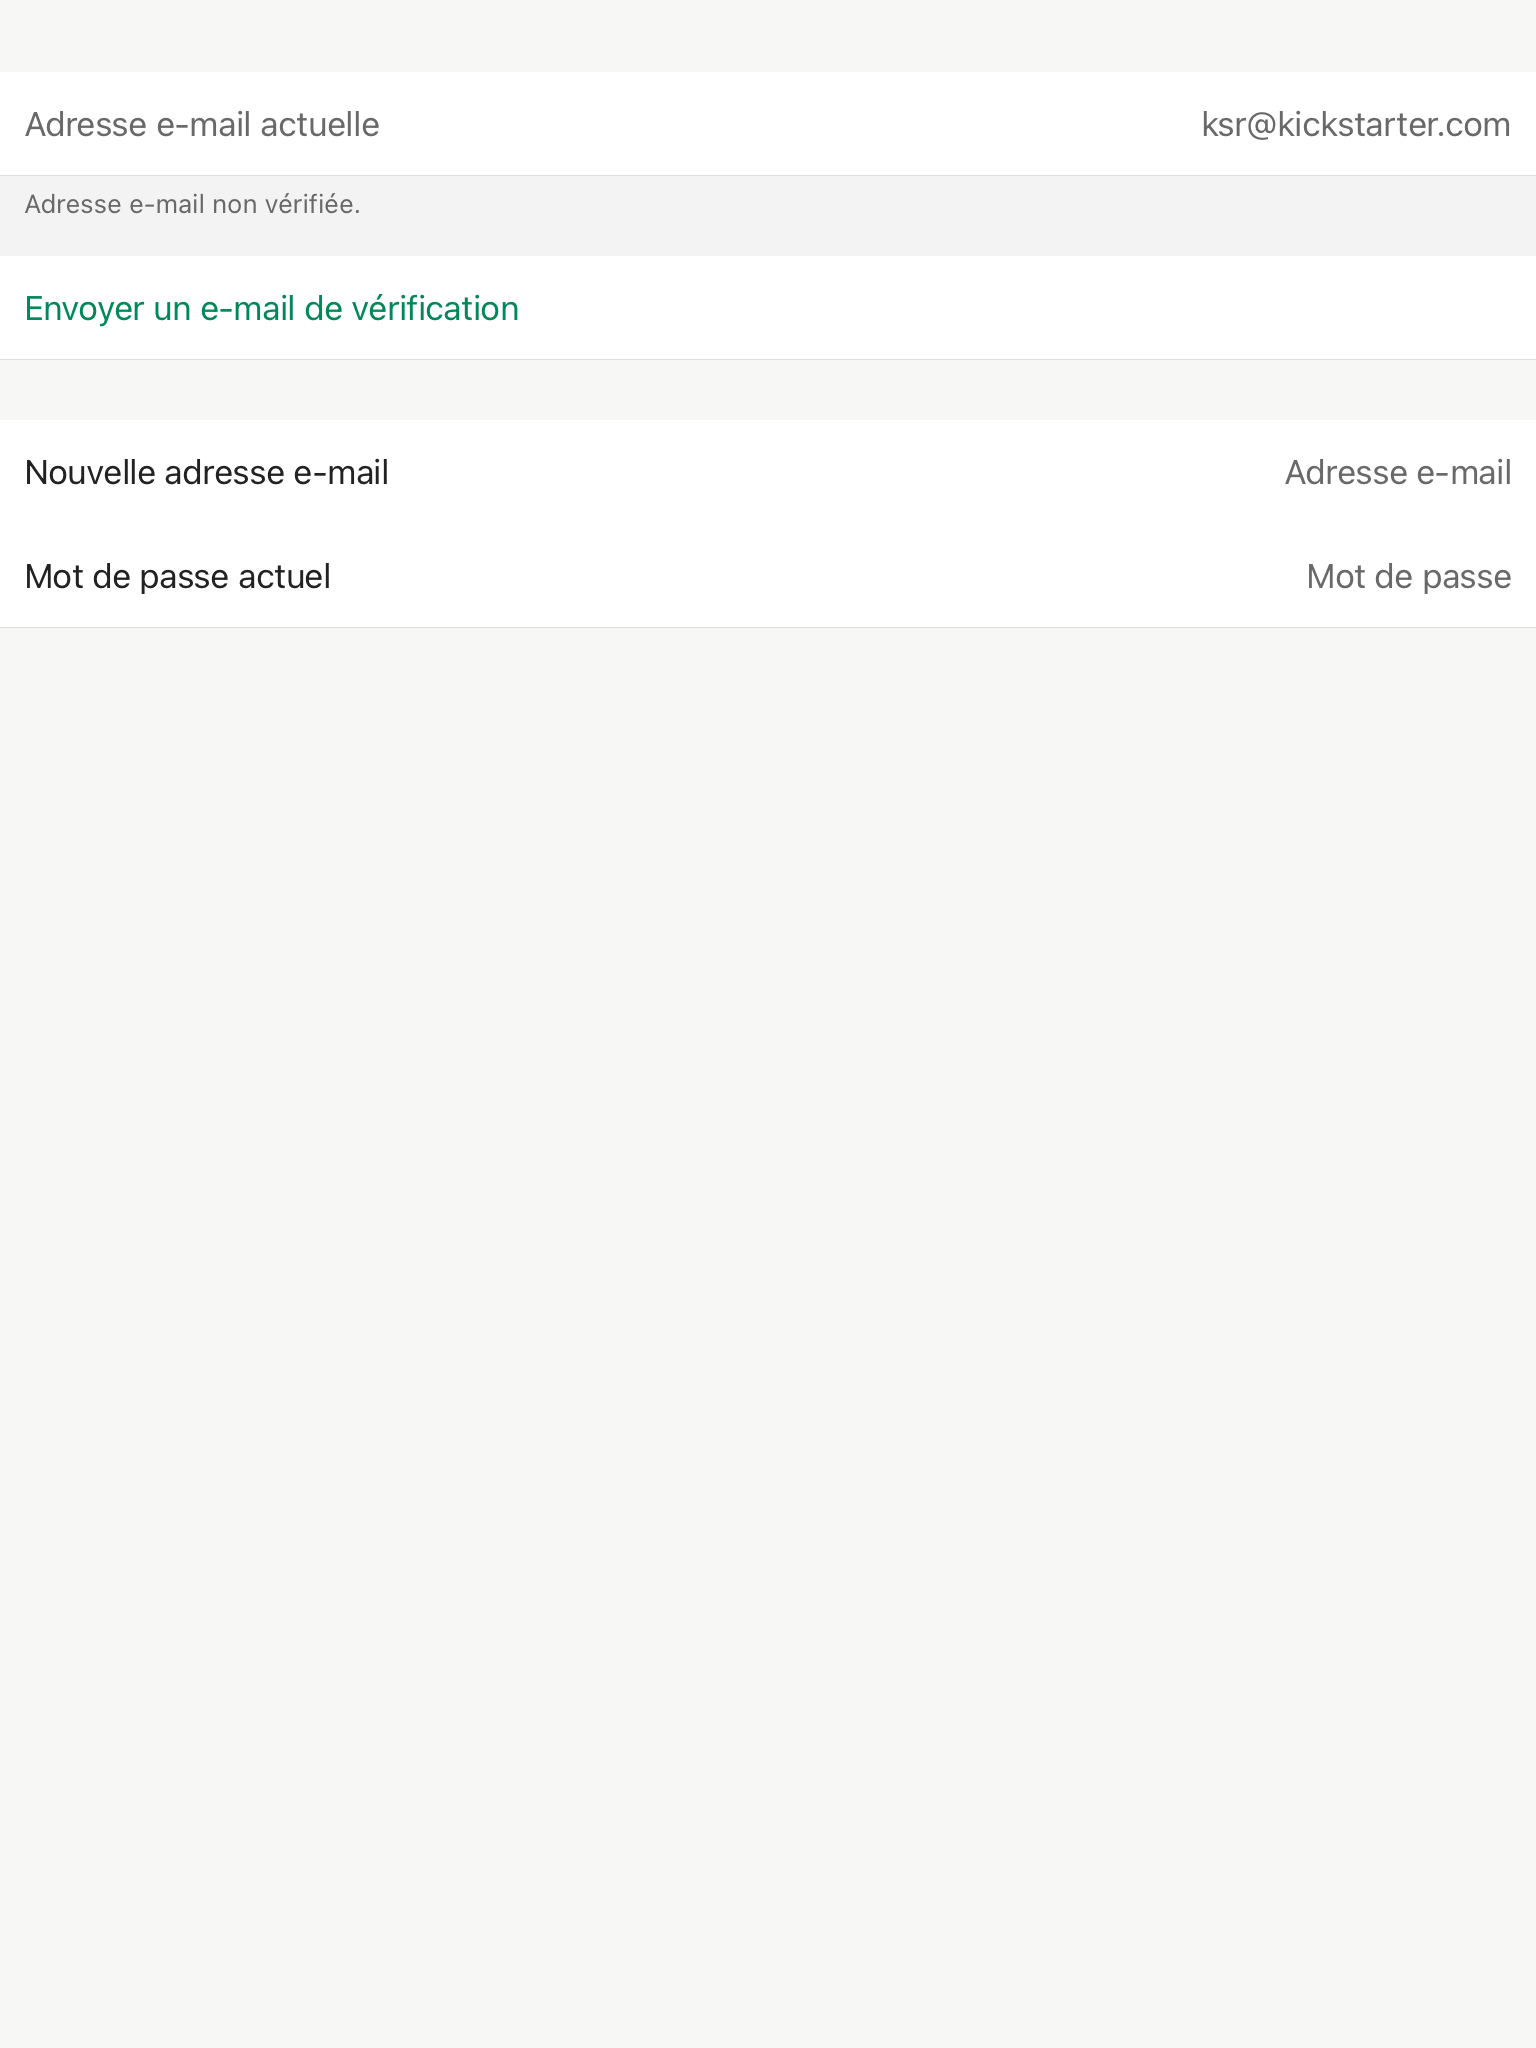 Adresse e-mail actuelle ksr@kickstarter.com
Adresse e-mail non vérifiée.
Envoyer un e-mail de vérification
Nouvelle adresse e-mail Adresse e-mail
Mot de passe actuel Mot de passe